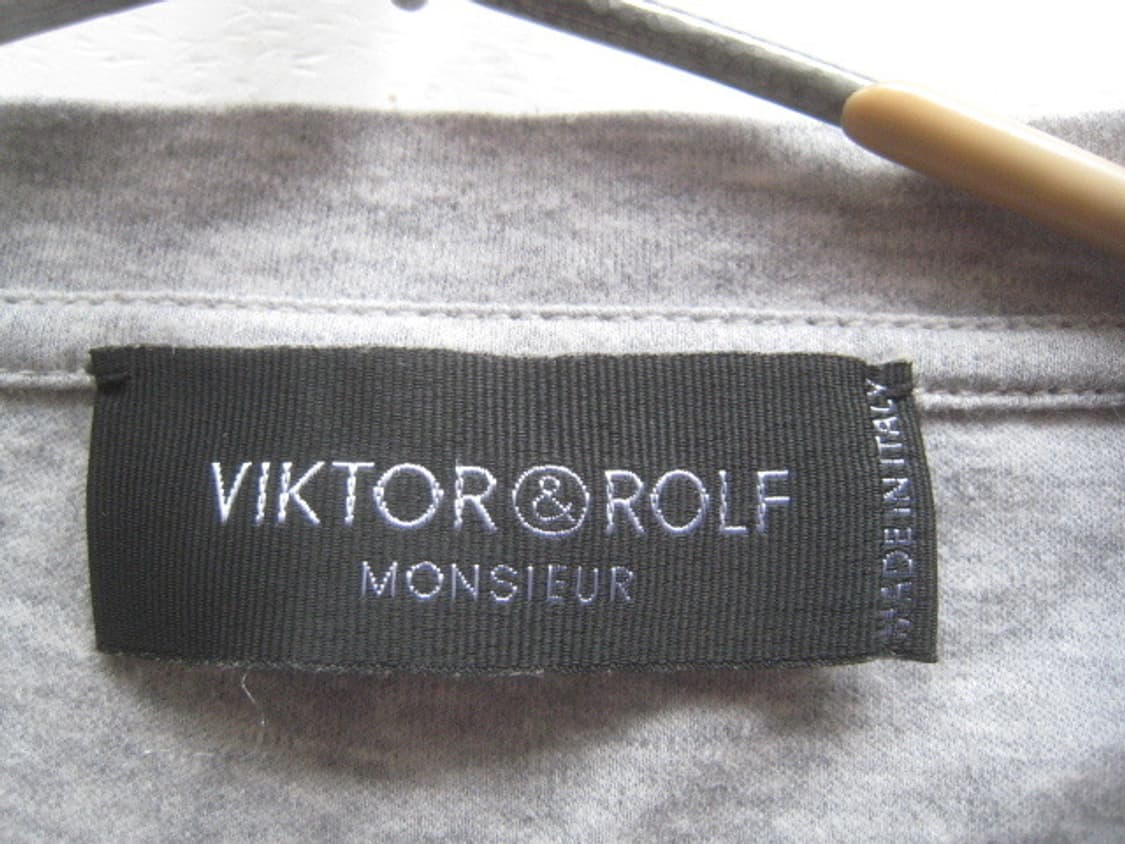 VIKTOR & ROLF
MONSIEUR
MADE IN ITALY